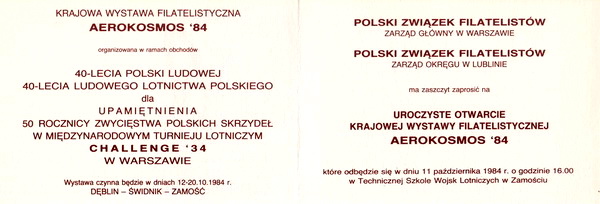 KRAJOWA WYSTAWA FILATELISTYCZNA
AEROKOSMOS '84
organizowana w ramach obchodów
40-LECIA POLSKI LUDOWEJ
40-LECIA LUDOWEGO LOTNICTWA POLSKIEGO
dla
UPAMIĘTNIENIA
50 ROCZNICY ZWYCIĘSTWA POLSKICH SKRZYDEŁ
W MIĘDZYNARODOWYM TURNIEJU LOTNICZYM
CHALLENGE '34
W WARSZAWIE
Wystawa czynna będzie w dniach 12-20.10.1984 r.
DĘBLIN – ŚWIDNIK – ZAMOŚĆ
POLSKI ZWIĄZEK FILATELISTÓW
ZARZĄD GŁÓWNY W WARSZAWIE
POLSKI ZWIĄZEK FILATELISTÓW
ZARZĄD OKRĘGU W LUBLINIE
ma zaszczyt zaprosić na
UROCZYSTE OTWARCIE
KRAJOWEJ WYSTAWY FILATELISTYCZNEJ
AEROKOSMOS '84
które odbędzie się w dniu 11 października 1984 r. o godzinie 16.00
w Technicznej Szkole Wojsk Lotniczych w Zamościu